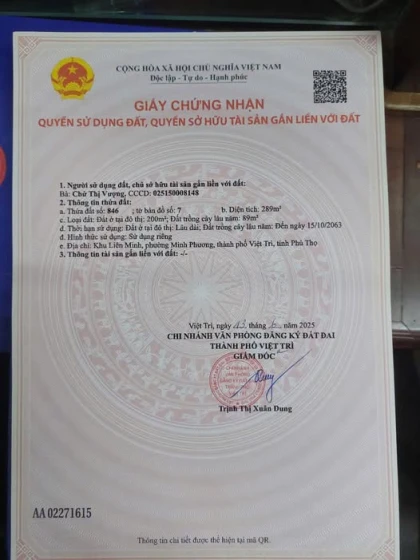 CỘNG HÒA XÃ HỘI CHỦ NGHĨA VIỆT NAM
Độc lập - Tự do - Hạnh phúc
GIẤY CHỨNG NHẬN
QUYỀN SỬ DỤNG ĐẤT, QUYỀN SỞ HỮU TÀI SẢN GẮN LIỀN VỚI ĐẤT
1. Người sử dụng đất, chủ sở hữu tài sản gắn liền với đất:
Bà: Chử Thị Vượng, CCCD: 025150008148
2. Thông tin thửa đất:
a. Thửa đất số: 846 ; tờ bản đồ số: 7 b. Diện tích: 289m²
c. Loại đất: Đất ở tại đô thị: 200m²; Đất trồng cây lâu năm: 89m²
d. Thời hạn sử dụng: Đất ở tại đô thị: Lâu dài; Đất trồng cây lâu năm: Đến ngày 15/10/2063
đ. Hình thức sử dụng: Sử dụng riêng
e. Địa chỉ: Khu Liên Minh, phường Minh Phương, thành phố Việt Trì, tỉnh Phú Thọ
3. Thông tin tài sản gắn liền với đất: -/-
Việt Trì, ngày 13 tháng năm 2025
CHI NHÁNH VĂN PHÒNG ĐĂNG KÝ ĐẤT ĐAI
THÀNH PHỐ VIỆT TRÌ
GIÁM ĐỐC
Trịnh Thị Xuân Dung
AA 02271615
Thông tin chi tiết được thể hiện tại mã QR.